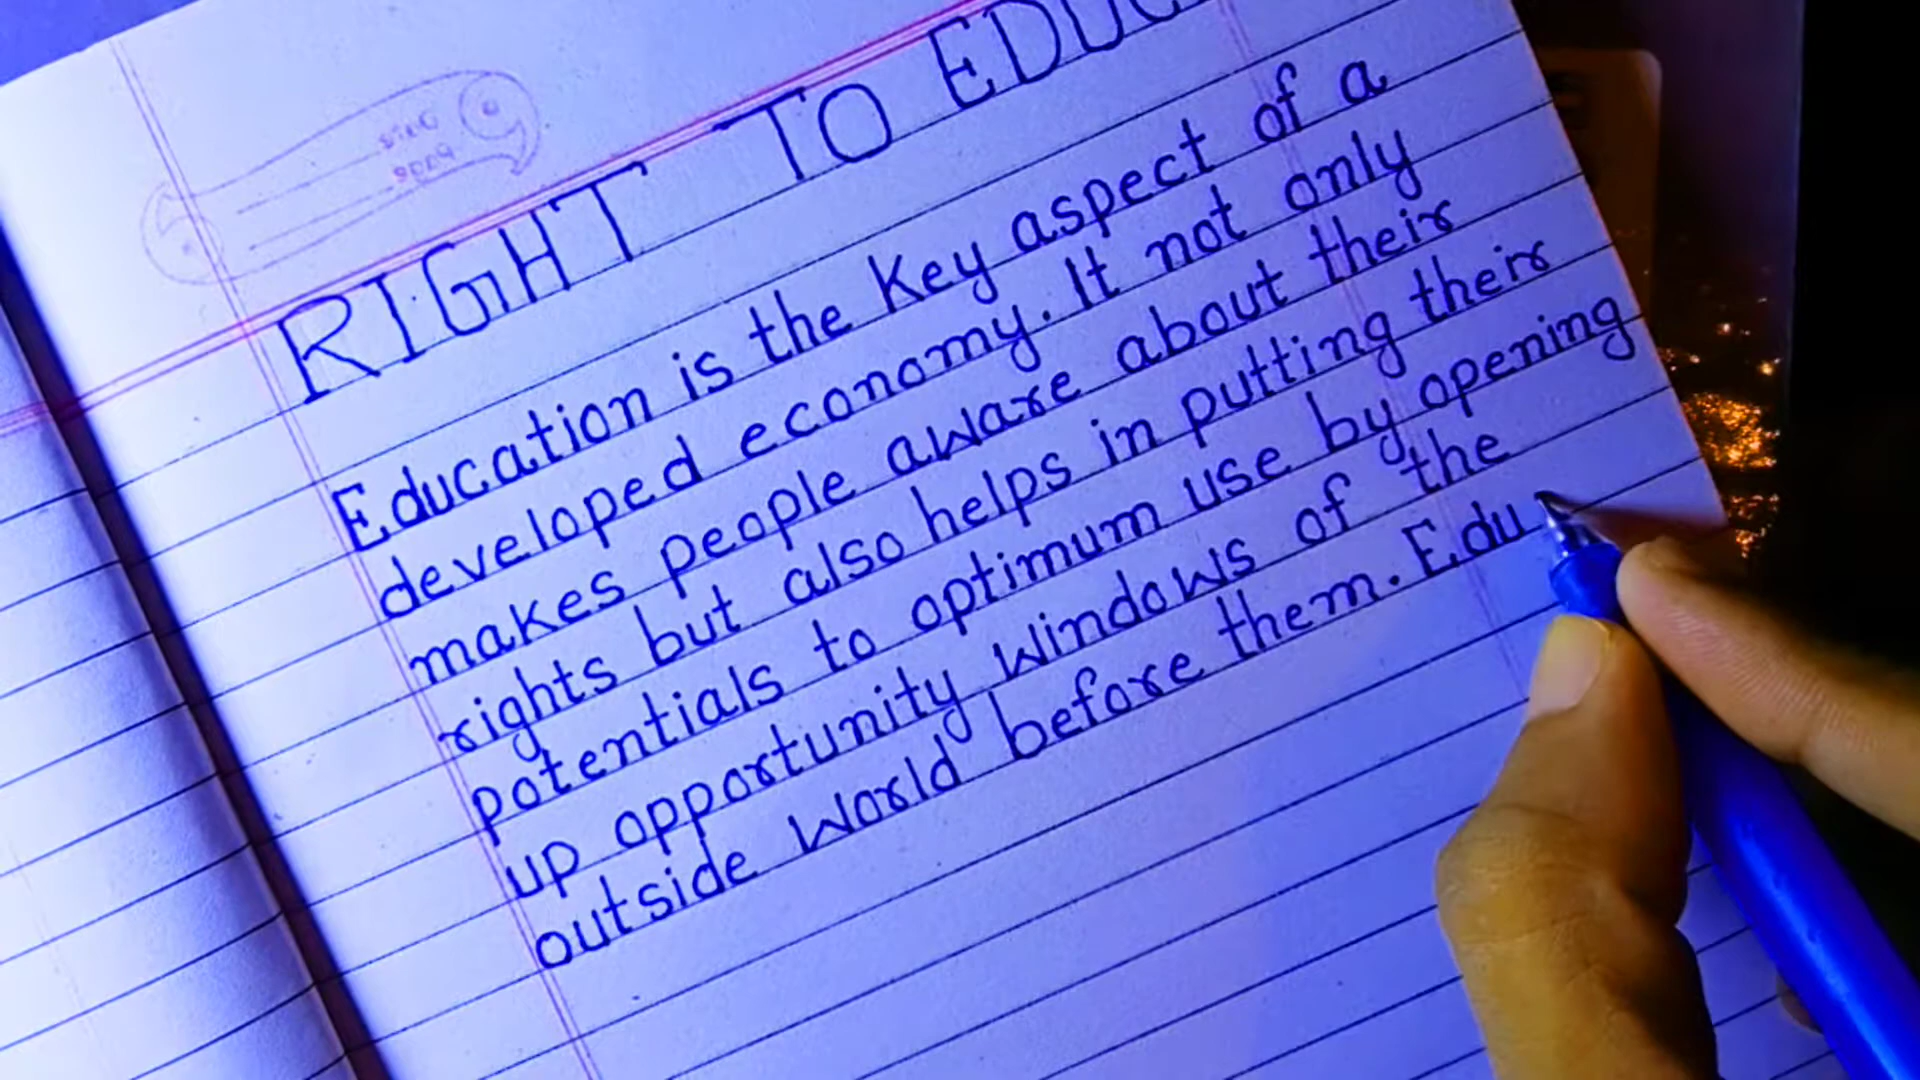 RIGHT TO EDUC
Education is the Key aspect of a
developed economy. It not only
makes people aware about their
rights but also helps in putting their
potentials to optimum use by opening
up opportunity Windows of the
outside World before them. Edu